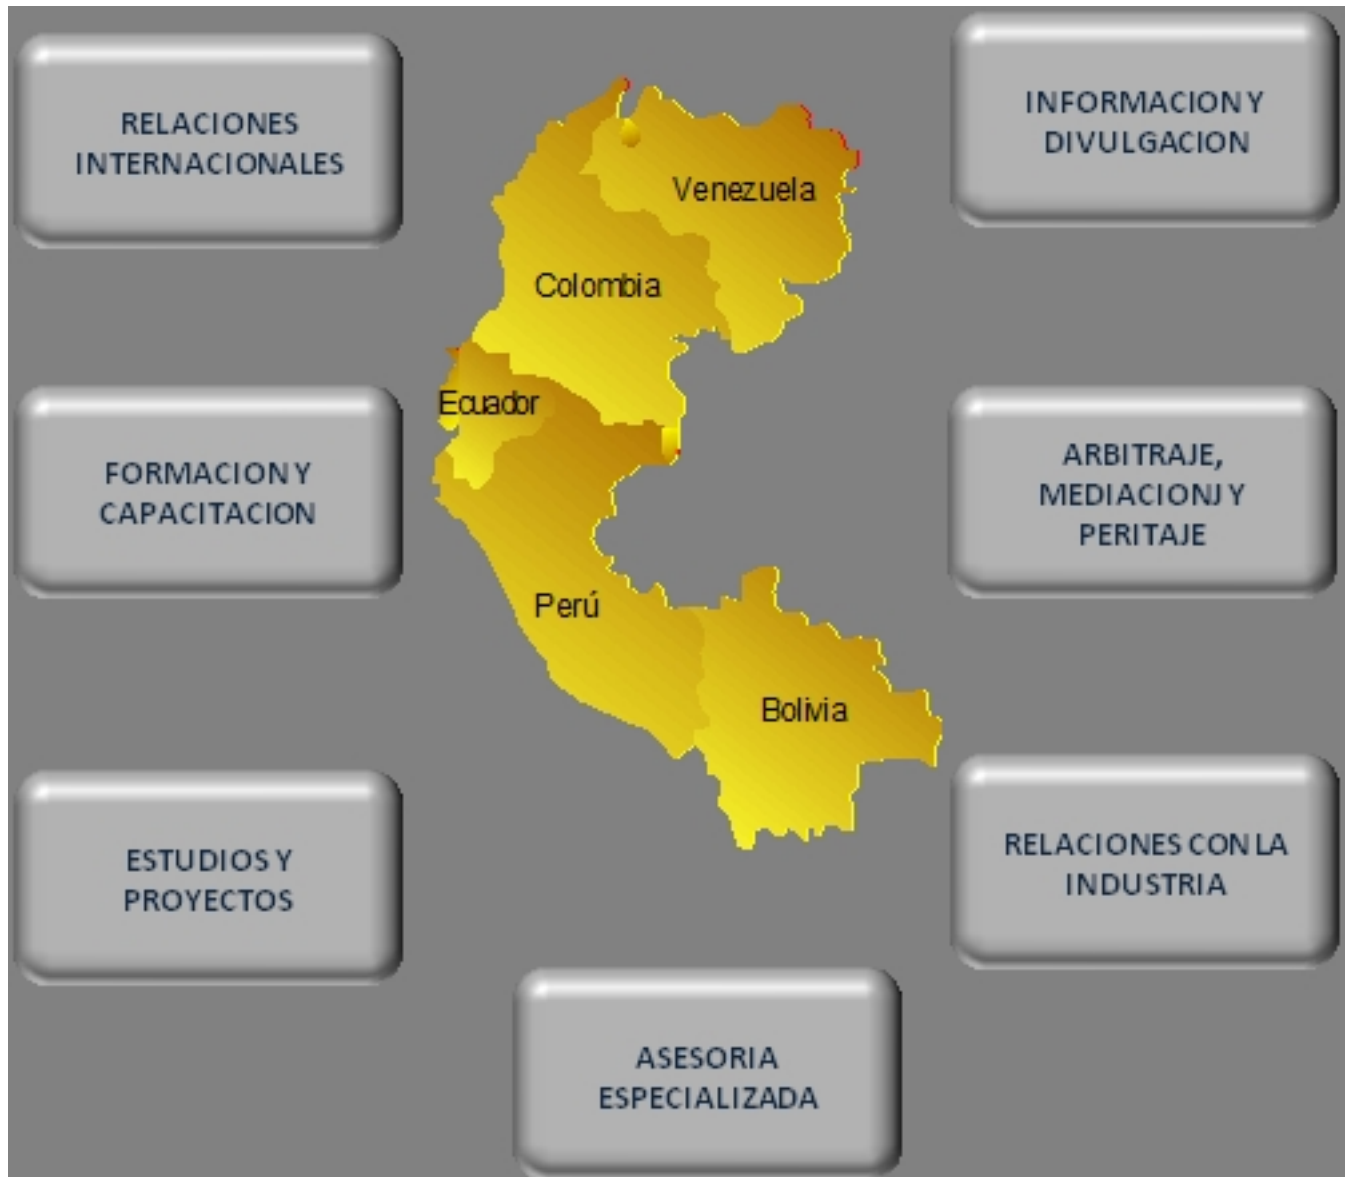 RELACIONES
INTERNACIONALES
INFORMACION Y
DIVULGACION
Venezuela
Colombia
Ecuador
FORMACION Y
CAPACITACION
ARBITRAJE,
MEDIACIONJ Y
PERITAJE
Perú
Bolivia
ESTUDIOS Y
PROYECTOS
RELACIONES CON LA
INDUSTRIA
ASESORIA
ESPECIALIZADA